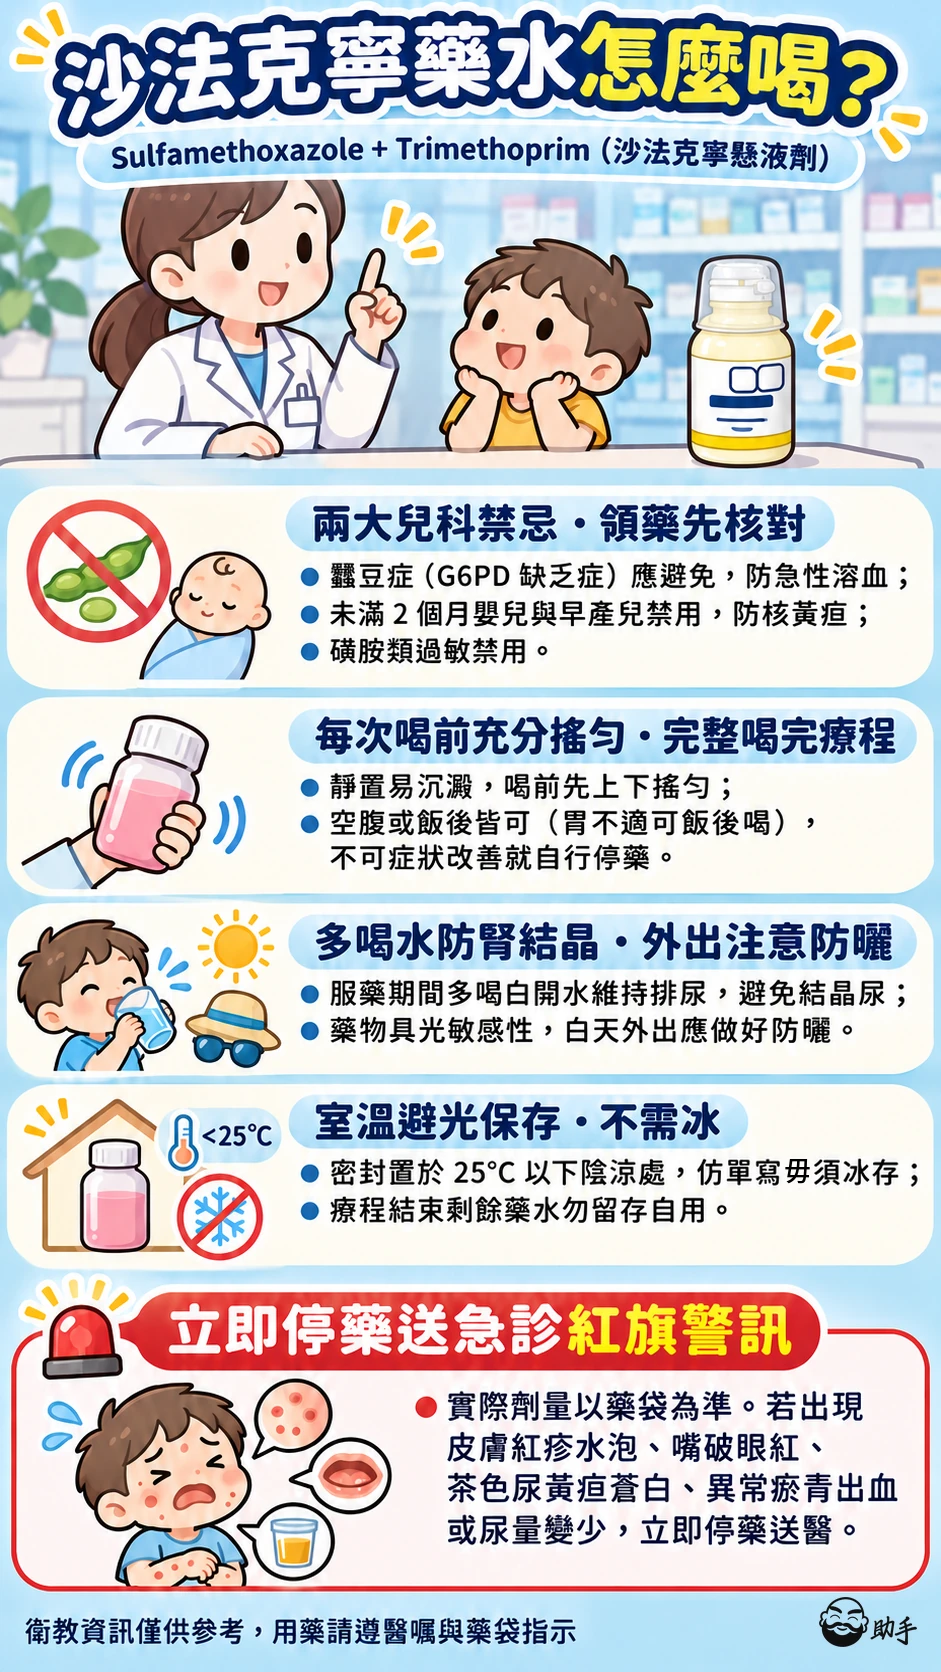 沙法克寧藥水怎麼喝？
Sulfamethoxazole + Trimethoprim（沙法克寧懸液劑）
兩大兒科禁忌・領藥先核對
蠶豆症（G6PD 缺乏症）應避免，防急性溶血；
未滿 2 個月嬰兒與早產兒禁用，防核黃疸；
磺胺類過敏禁用。
每次喝前充分搖勻・完整喝完療程
靜置易沉澱，喝前先上下搖勻；
空腹或飯後皆可（胃不適可飯後喝），
不可症狀改善就自行停藥。
多喝水防腎結晶・外出注意防曬
服藥期間多喝白開水維持排尿，避免結晶尿；
藥物具光敏感性，白天外出應做好防曬。
<25℃
室溫避光保存・不需冰
密封置於 25℃ 以下陰涼處，仿單寫毋須冰存；
療程結束剩餘藥水勿留存自用。
立即停藥送急診紅旗警訊
實際劑量以藥袋為準。若出現
皮膚紅疹水泡、嘴破眼紅、
茶色尿黃疸蒼白、異常瘀青出血
或尿量變少，立即停藥送醫。
衛教資訊僅供參考，用藥請遵醫囑與藥袋指示
助手